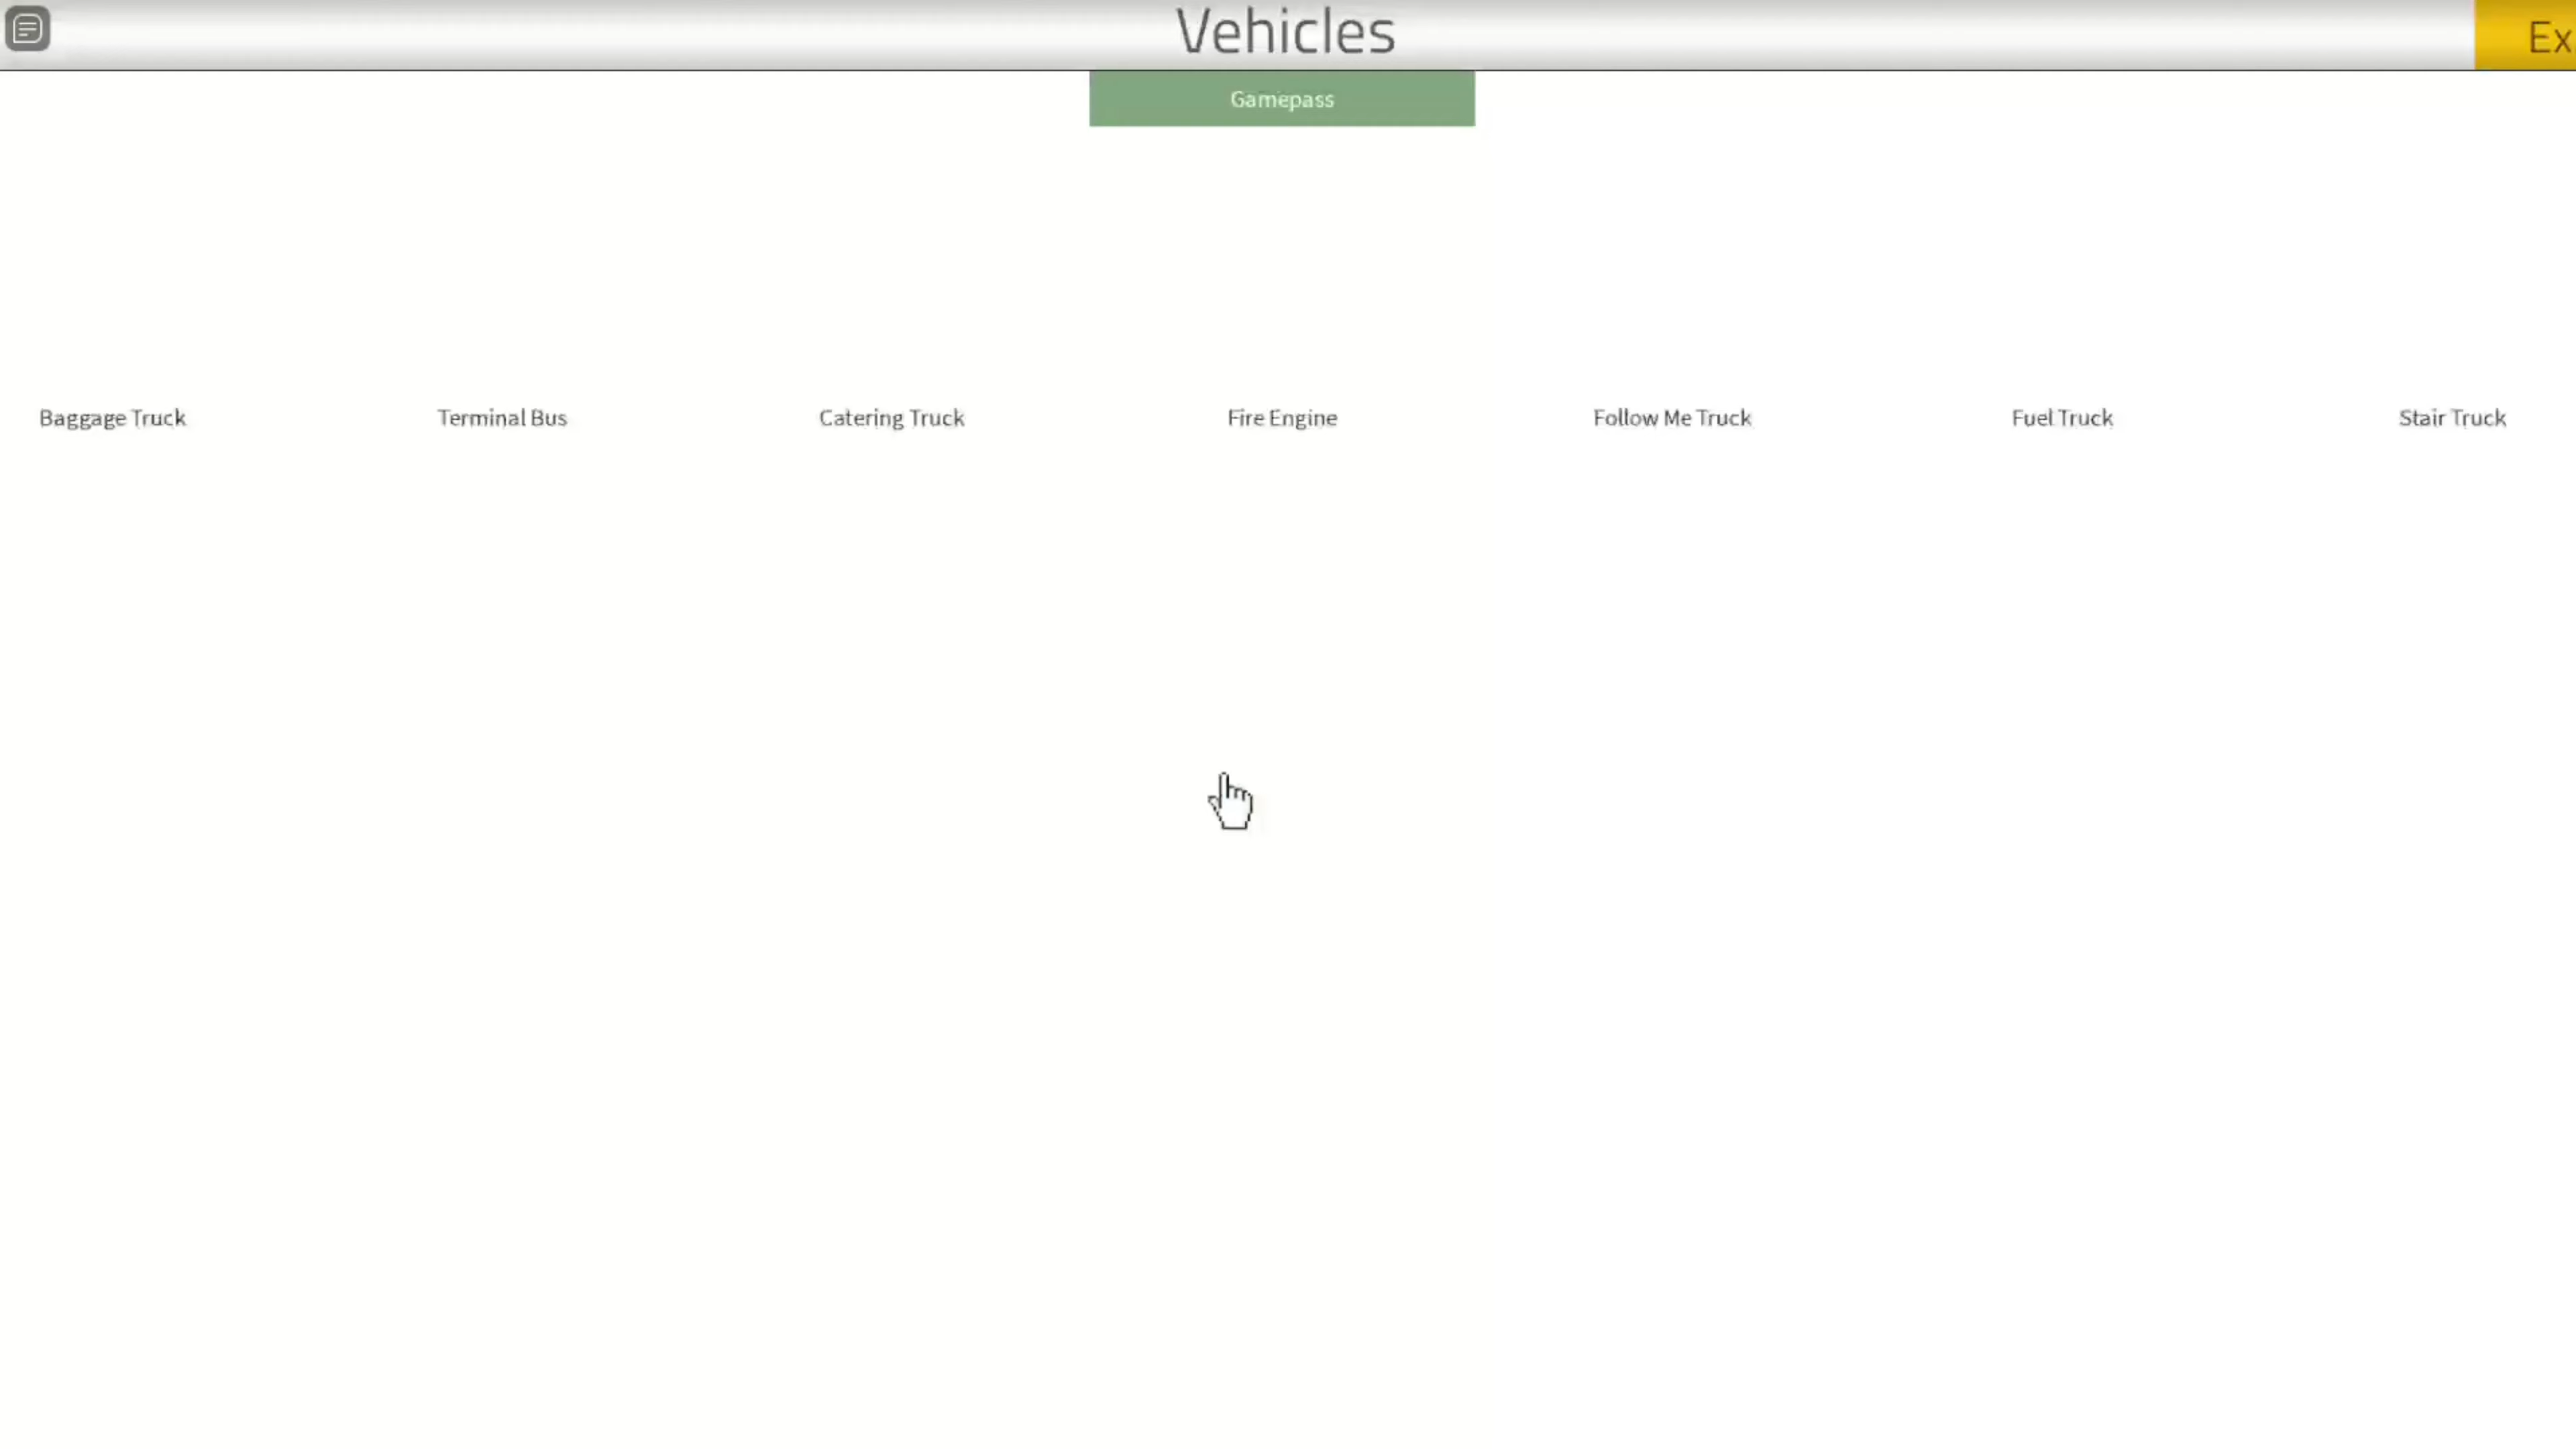 Vehicles
Ex
Gamepass
Baggage Truck
Terminal Bus
Catering Truck
Fire Engine
Follow Me Truck
Fuel Truck
Stair Truck